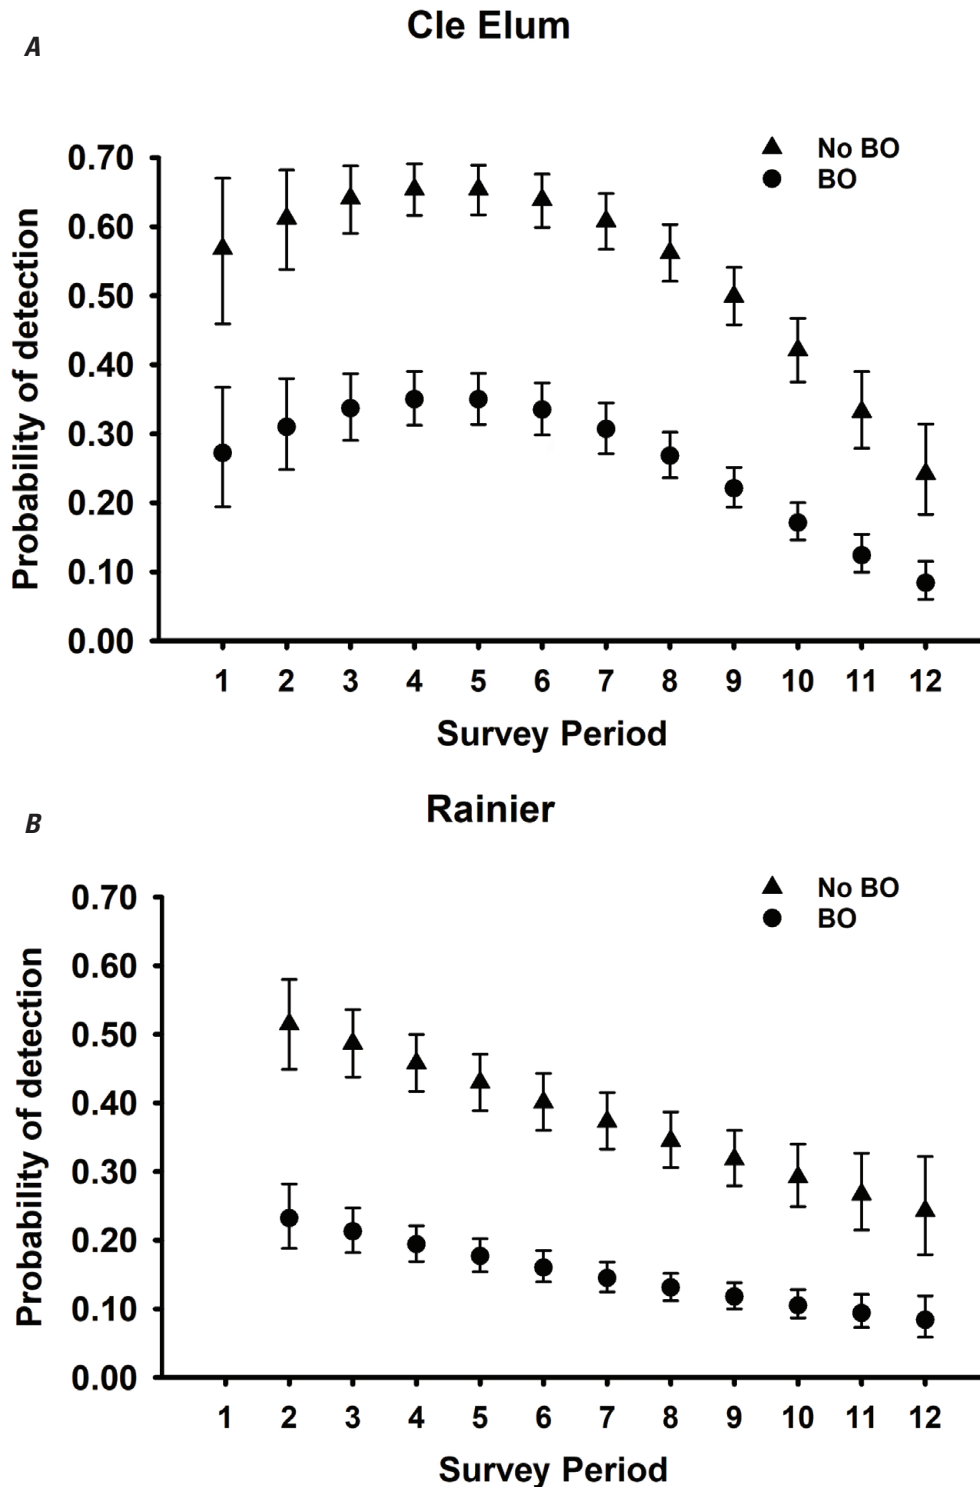 A
Cle Elum
No BO
BO
Probability of detection
0.70
0.60
0.50
0.40
0.30
0.20
0.10
0.00
1 2 3 4 5 6 7 8 9 10 11 12
Survey Period
B
Rainier
No BO
BO
Probability of detection
0.70
0.60
0.50
0.40
0.30
0.20
0.10
0.00
1 2 3 4 5 6 7 8 9 10 11 12
Survey Period